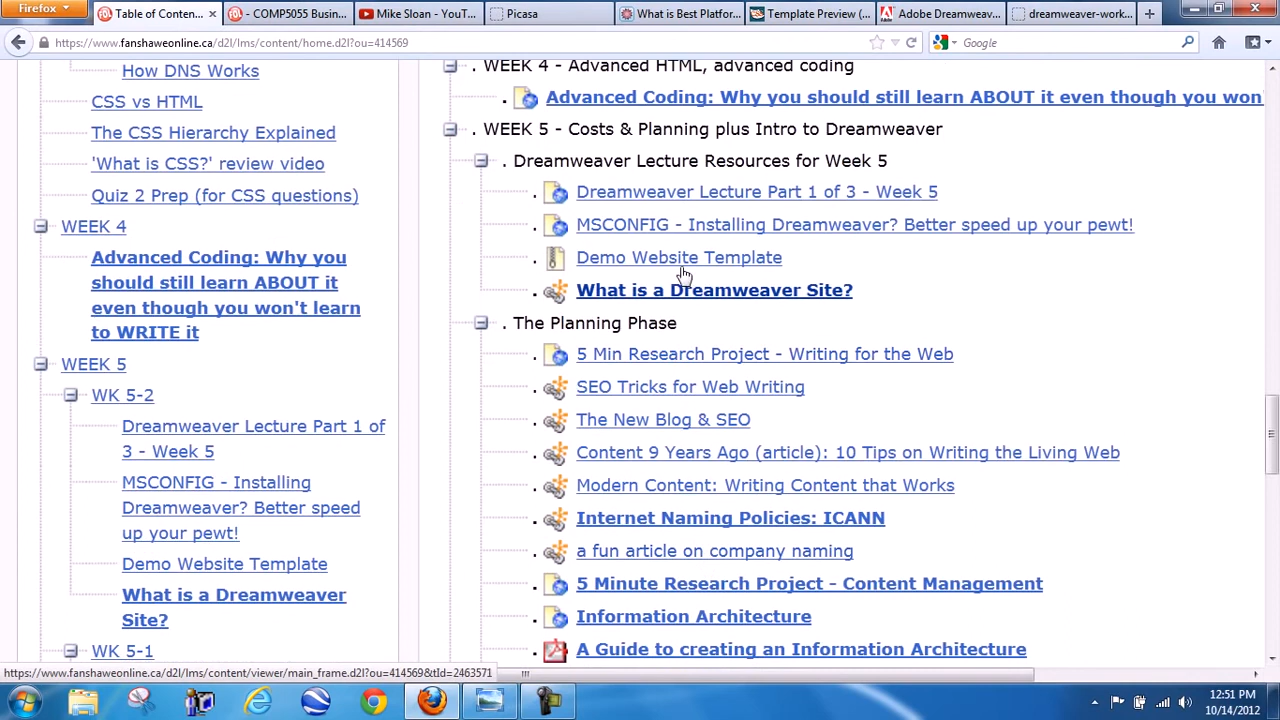 Firefox
Table of Conten...
- COMP5055 Busin...
Mike Sloan - YouT...
Picasa
What is Best Platfor...
Template Preview (...
Adobe Dreamweav...
dreamweaver-work...
https://www.fanshaweonline.ca/d2l/lms/content/home.d2l?ou=414569
Google
How DNS Works
CSS vs HTML
The CSS Hierarchy Explained
'What is CSS?' review video
Quiz 2 Prep (for CSS questions)
WEEK 4
Advanced Coding: Why you
should still learn ABOUT it
even though you won't learn
to WRITE it
WEEK 5
WK 5-2
Dreamweaver Lecture Part 1 of
3 - Week 5
MSCONFIG - Installing
Dreamweaver? Better speed
up your pewt!
Demo Website Template
What is a Dreamweaver
Site?
WK 5-1
. WEEK 4 - Advanced HTML, advanced coding
. Advanced Coding: Why you should still learn ABOUT it even though you won'
. WEEK 5 - Costs & Planning plus Intro to Dreamweaver
. Dreamweaver Lecture Resources for Week 5
. Dreamweaver Lecture Part 1 of 3 - Week 5
. MSCONFIG - Installing Dreamweaver? Better speed up your pewt!
. Demo Website Template
. What is a Dreamweaver Site?
. The Planning Phase
. 5 Min Research Project - Writing for the Web
. SEO Tricks for Web Writing
. The New Blog & SEO
. Content 9 Years Ago (article): 10 Tips on Writing the Living Web
. Modern Content: Writing Content that Works
. Internet Naming Policies: ICANN
. a fun article on company naming
. 5 Minute Research Project - Content Management
. Information Architecture
. A Guide to creating an Information Architecture
https://www.fanshaweonline.ca/d2l/lms/content/viewer/main_frame.d2l?ou=414569&tId=2463571
12:51 PM
10/14/2012